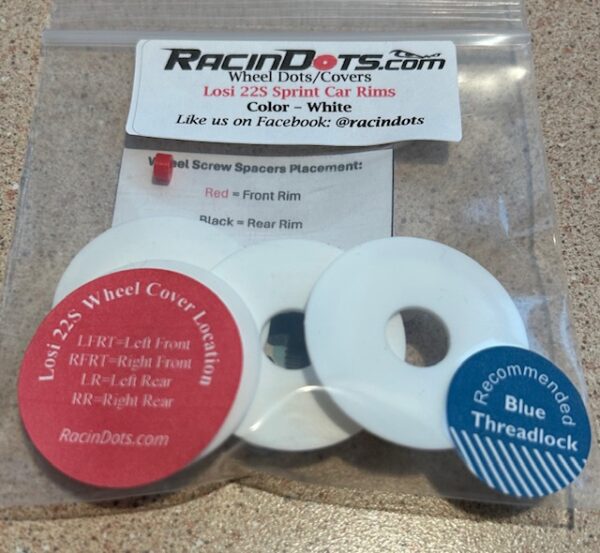 RACINDOTS.COM
Wheel Dots/Covers
Losi 22S Sprint Car Rims
Color – White
Like us on Facebook: @racindots
Wheel Screw Spacers Placement:
Red = Front Rim
Black = Rear Rim
Losi 22S Wheel Cover Location
LFRT=Left Front
RFRT=Right Front
LR=Left Rear
RR=Right Rear
RacinDots.com
Recommended
Blue
Threadlock